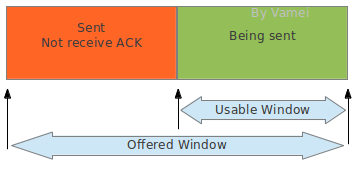 By Vamei
Sent
Not receive ACK
Being sent
Usable Window
Offered Window